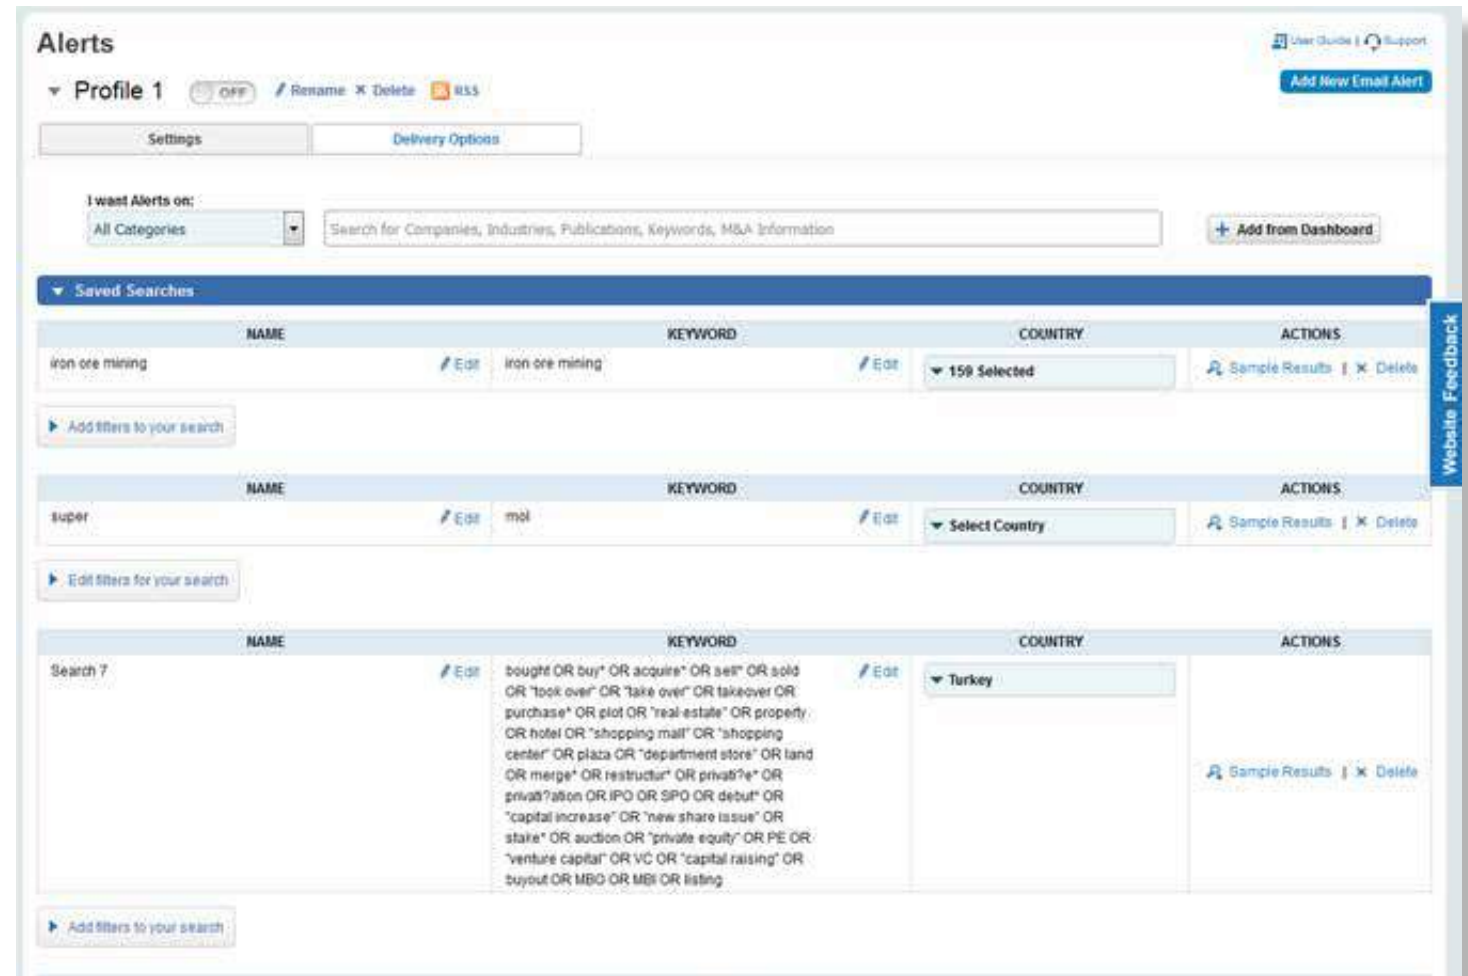 Alerts
User Guide | Support
Profile 1 OFF Rename × Delete RSS
Add New Email Alert
Settings Delivery Options
I want Alerts on:
All Categories Search for Companies, Industries, Publications, Keywords, M&A Information + Add from Dashboard
Saved Searches
Website Feedback
NAME KEYWORD COUNTRY ACTIONS
iron ore mining Edit iron ore mining Edit 159 Selected Sample Results | × Delete
Add filters to your search
NAME KEYWORD COUNTRY ACTIONS
super Edit mol Edit Select Country Sample Results | × Delete
Edit filters for your search
NAME KEYWORD COUNTRY ACTIONS
Search 7 Edit bought OR buy* OR acquire* OR sell* OR sold Edit Turkey
OR "took over" OR "take over" OR takeover OR
purchase* OR plot OR "real-estate" OR property
OR hotel OR "shopping mall" OR "shopping
center" OR plaza OR "department store" OR land
OR merge* OR restructur* OR privati?e* OR
privati?ation OR IPO OR SPO OR debut* OR
"capital increase" OR "new share issue" OR
stake* OR auction OR "private equity" OR PE OR
"venture capital" OR VC OR "capital raising" OR
buyout OR MBO OR MBI OR listing
Sample Results | × Delete
Add filters to your search